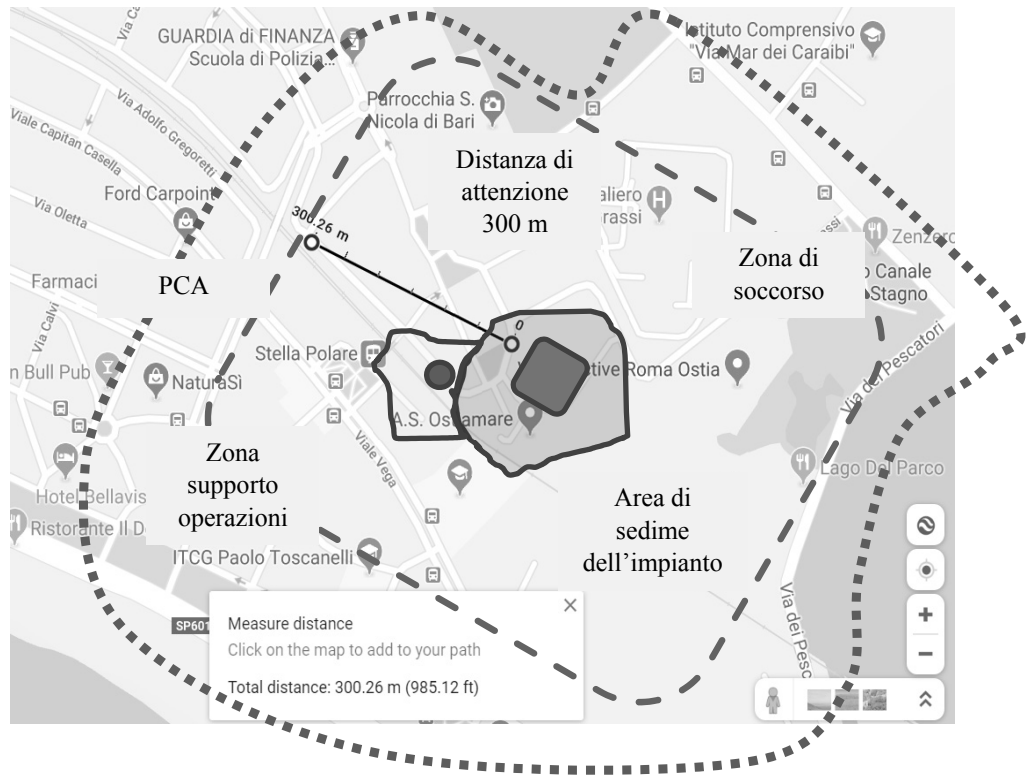 GUARDIA di FINANZA
Scuola di Polizia...
Istituto Comprensivo
"Via Mar dei Caraibi"
Via Adolfo Gregoretti
Viale Capitan Casella
Parrocchia S.
Nicola di Bari
Distanza di
attenzione
300 m
Ford Carpoint
Via Oletta
300.26 m
Zenzero
Zona di
soccorso
Canale
Stagno
Farmaci
PCA
Via Calvi
0
Stella Polare
Via dei Pescatori
n Bull Pub
NaturaSì
tive Roma Ostia
A.S. Ostiamare
Viale Vega
Zona
supporto
operazioni
Lago Del Parco
Hotel Bellavis
Ristorante Il D
Area di
sedime
dell'impianto
ITCG Paolo Toscanelli
Via dei Pesc
SP601
Measure distance
Click on the map to add to your path
Total distance: 300.26 m (985.12 ft)